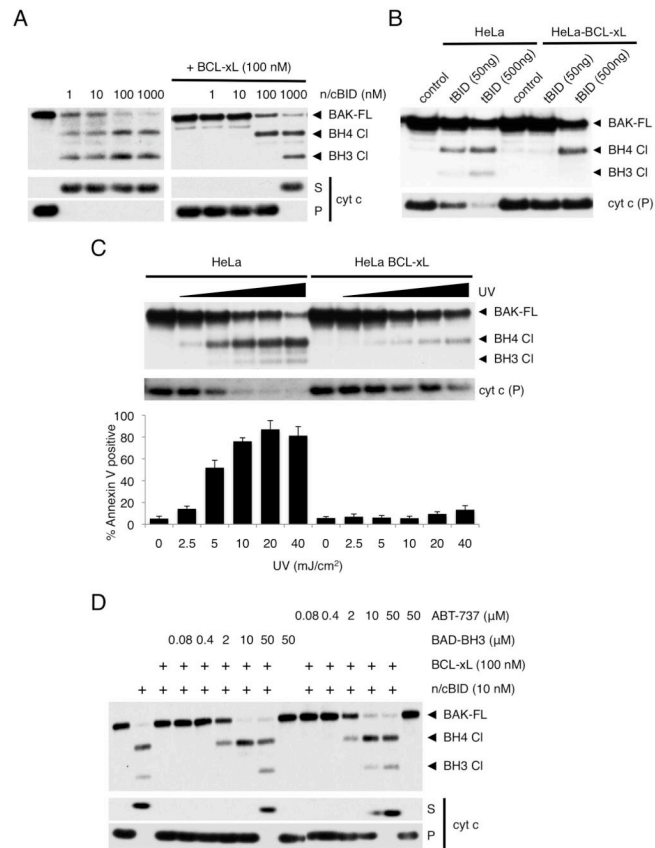 A
+ BCL-xL (100 nM)
1 10 100 1000 1 10 100 1000 n/cBID (nM)
BAK-FL
BH4 Cl
BH3 Cl
S
P
cyt c
B
HeLa HeLa-BCL-xL
control tBID (50ng) tBID (500ng) control tBID (50ng) tBID (500ng)
BAK-FL
BH4 Cl
BH3 Cl
cyt c (P)
C
HeLa HeLa BCL-xL
UV
BAK-FL
BH4 Cl
BH3 Cl
cyt c (P)
% Annexin V positive
100
80
60
40
20
0
0 2.5 5 10 20 40 0 2.5 5 10 20 40
UV (mJ/cm²)
D
0.08 0.4 2 10 50 50 ABT-737 (µM)
0.08 0.4 2 10 50 50 BAD-BH3 (µM)
+ + + + + + + + + + + BCL-xL (100 nM)
+ + + + + + + + + + + + n/cBID (10 nM)
BAK-FL
BH4 Cl
BH3 Cl
S
P
cyt c